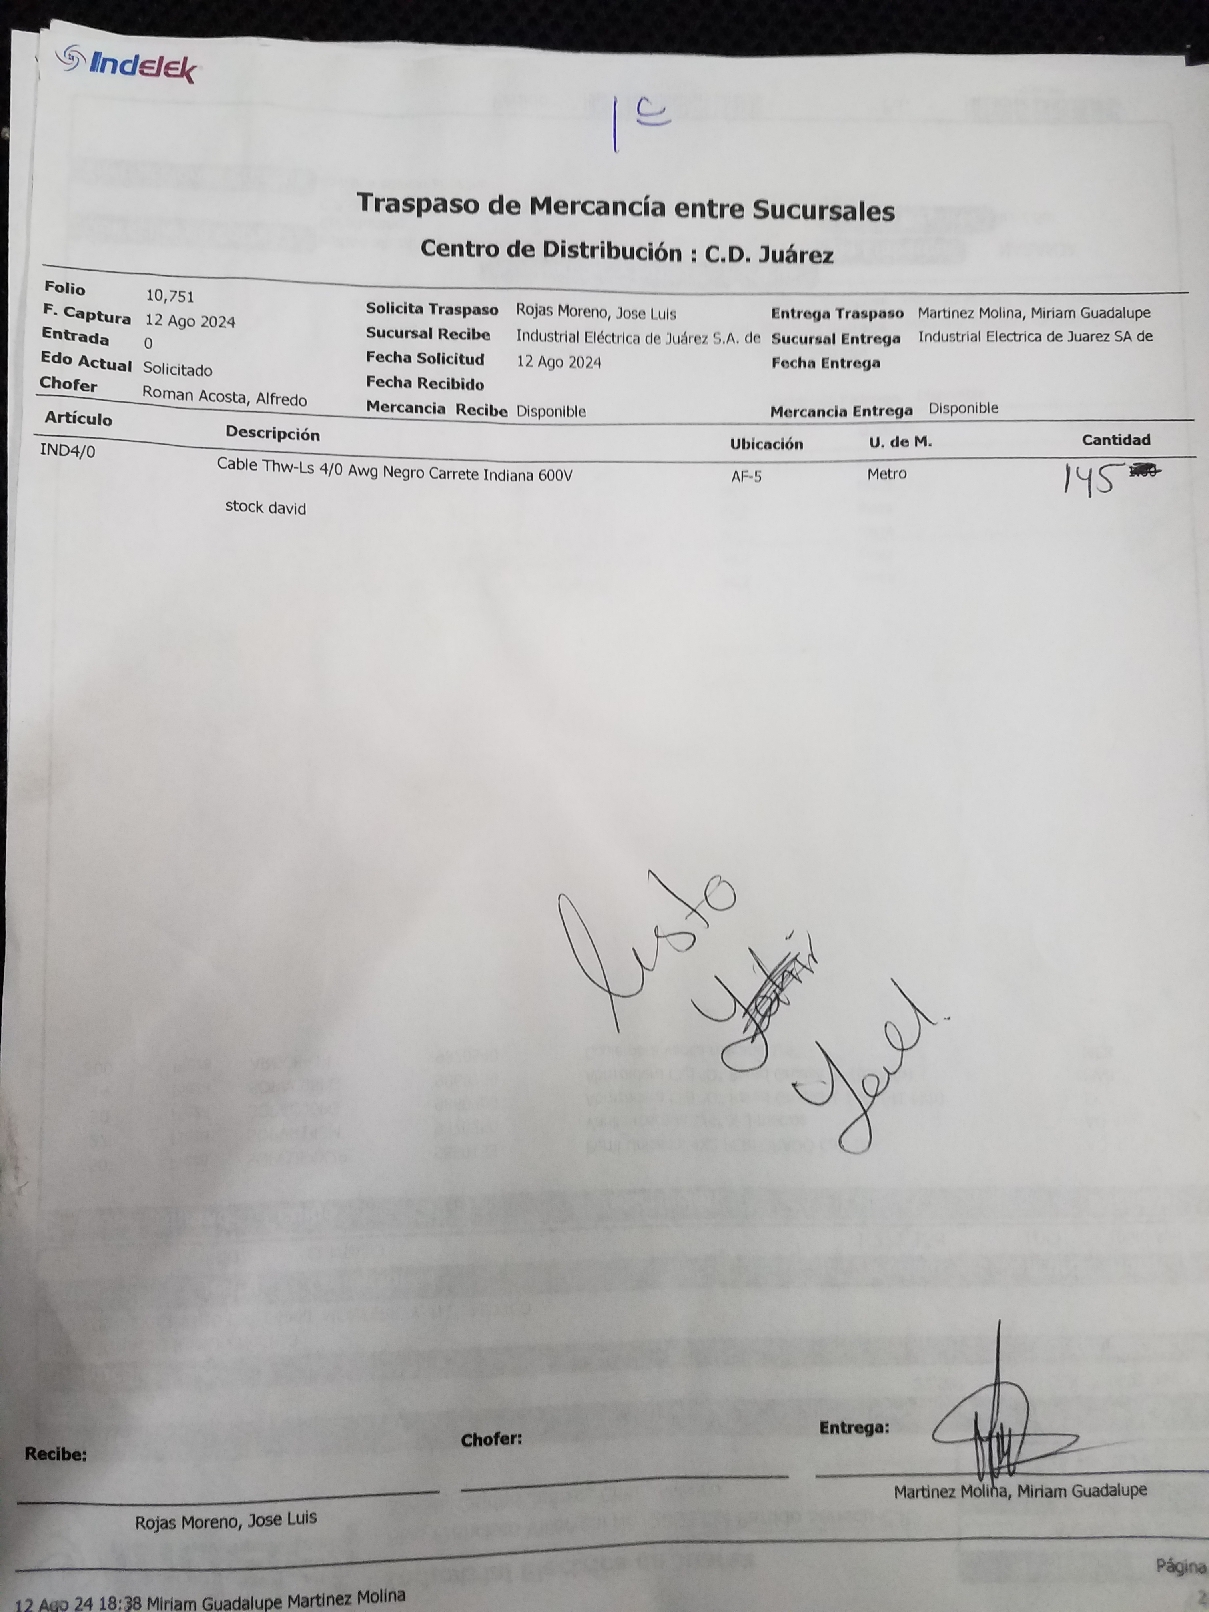 Indelek
1 c
Traspaso de Mercancía entre Sucursales
Centro de Distribución : C.D. Juárez
Folio 10,751
F. Captura 12 Ago 2024
Entrada 0
Edo Actual Solicitado
Chofer Roman Acosta, Alfredo
Solicita Traspaso Rojas Moreno, Jose Luis
Sucursal Recibe Industrial Eléctrica de Juárez S.A. de
Fecha Solicitud 12 Ago 2024
Fecha Recibido
Mercancia Recibe Disponible
Entrega Traspaso Martinez Molina, Miriam Guadalupe
Sucursal Entrega Industrial Electrica de Juarez SA de
Fecha Entrega
Mercancia Entrega Disponible
Artículo Descripción Ubicación U. de M. Cantidad
IND4/0 Cable Thw-Ls 4/0 Awg Negro Carrete Indiana 600V AF-5 Metro 145
stock david
listo
Recibe: Chofer: Entrega:
Rojas Moreno, Jose Luis
Martinez Molina, Miriam Guadalupe
Página
2
12 Ago 24 18:38 Miriam Guadalupe Martinez Molina